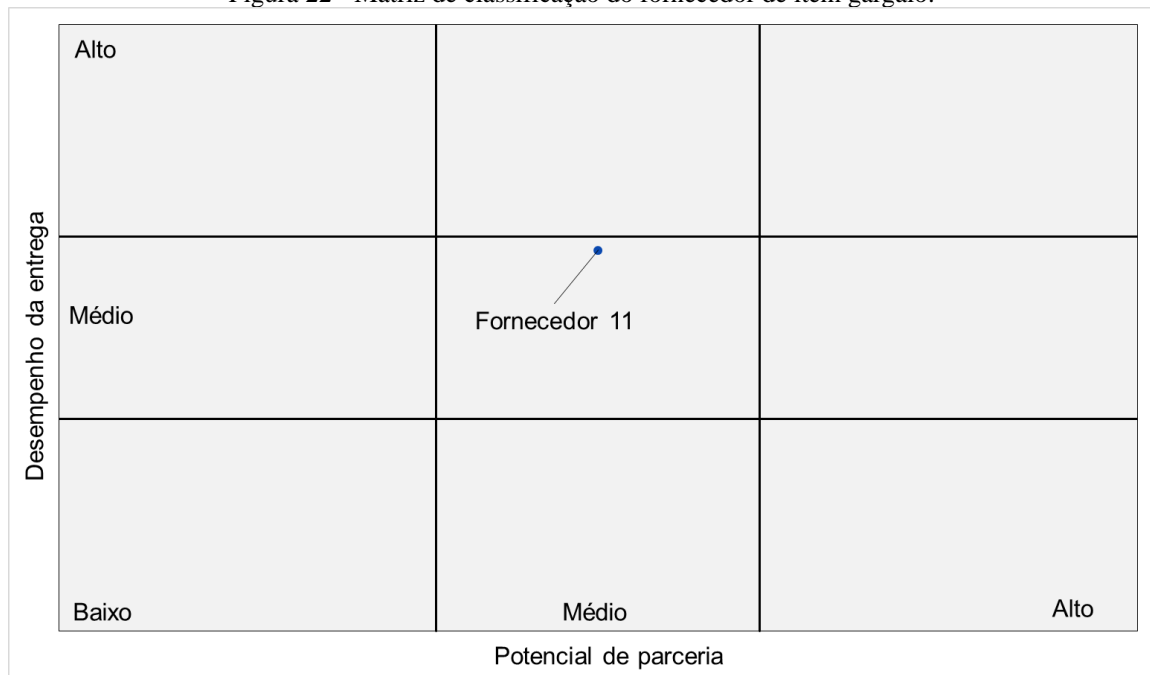 Figura 22 - Matriz de classificação do fornecedor de item gargalo.
Alto
Desempenho da entrega
Médio
Fornecedor 11
Baixo
Médio
Alto
Potencial de parceria